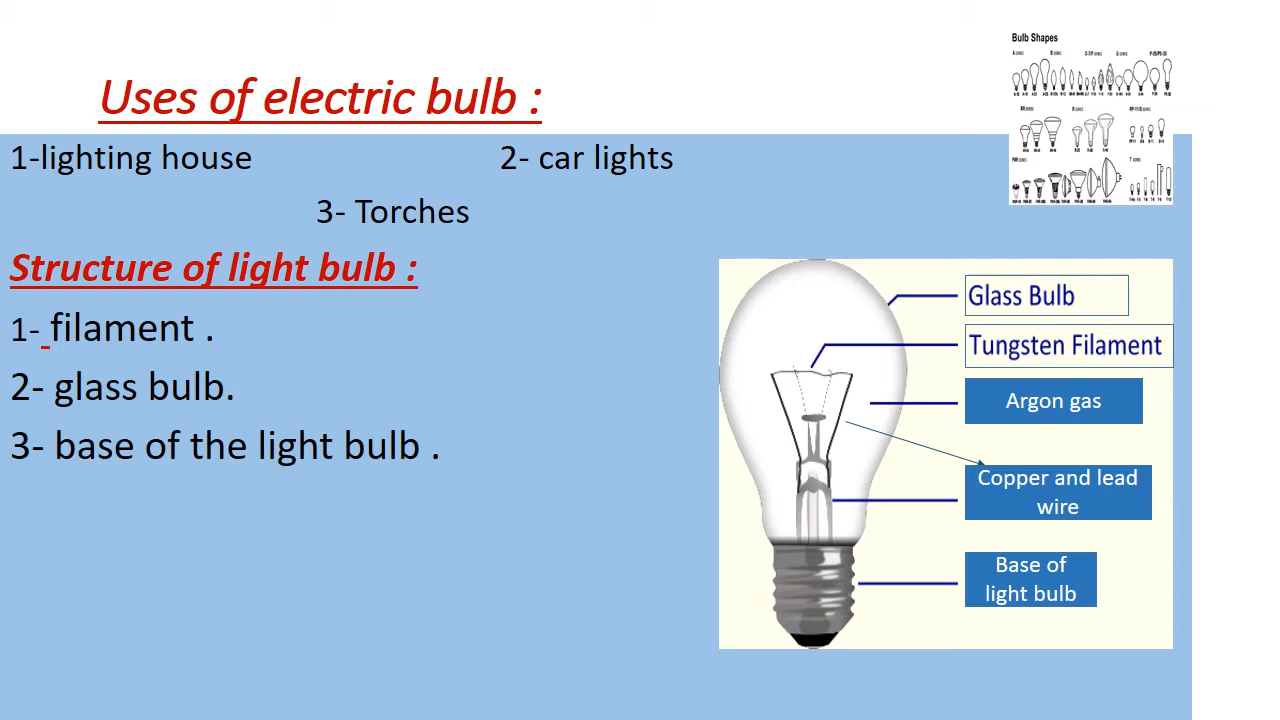 Uses of electric bulb :
Bulb Shapes
1-lighting house 2- car lights
3- Torches
Structure of light bulb :
1- filament .
2- glass bulb.
3- base of the light bulb .
Glass Bulb
Tungsten Filament
Argon gas
Copper and lead
wire
Base of
light bulb